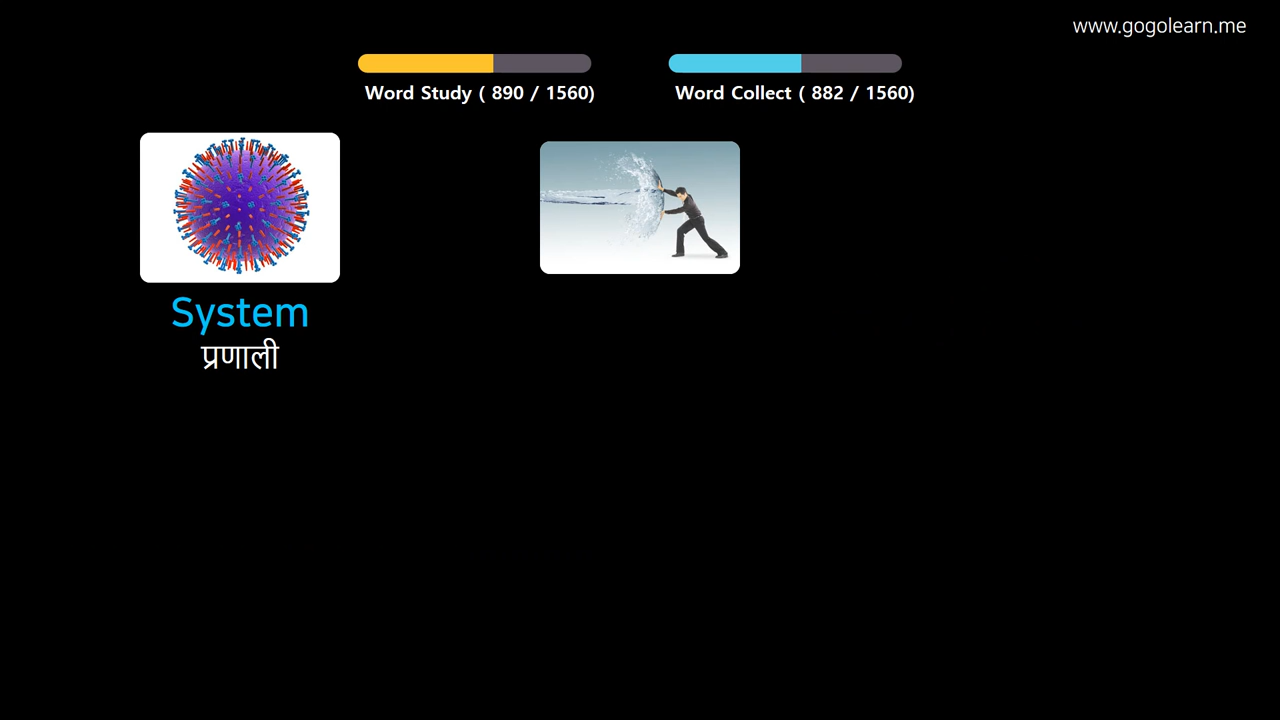 www.gogolearn.me
Word Study ( 890 / 1560)
Word Collect ( 882 / 1560)
System
प्रणाली